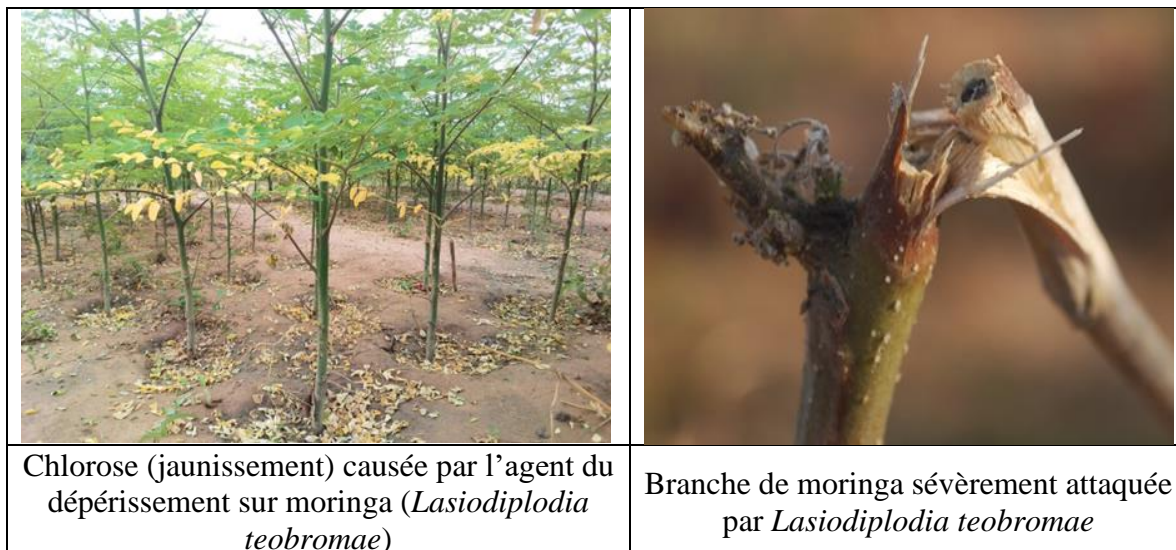 Chlorose (jaunissement) causée par l’agent du
dépérissement sur moringa (Lasiodiplodia
teobromae)
Branche de moringa sévèrement attaquée
par Lasiodiplodia teobromae